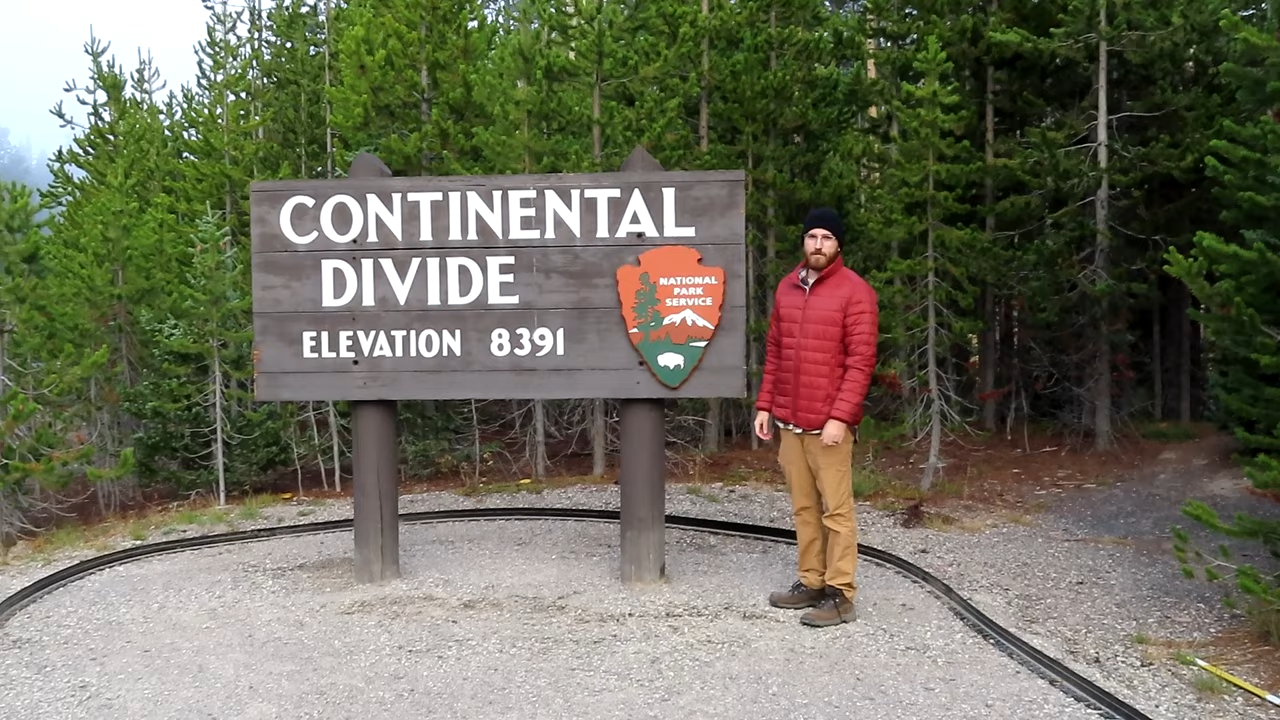 CONTINENTAL
DIVIDE
ELEVATION 8391
NATIONAL
PARK
SERVICE